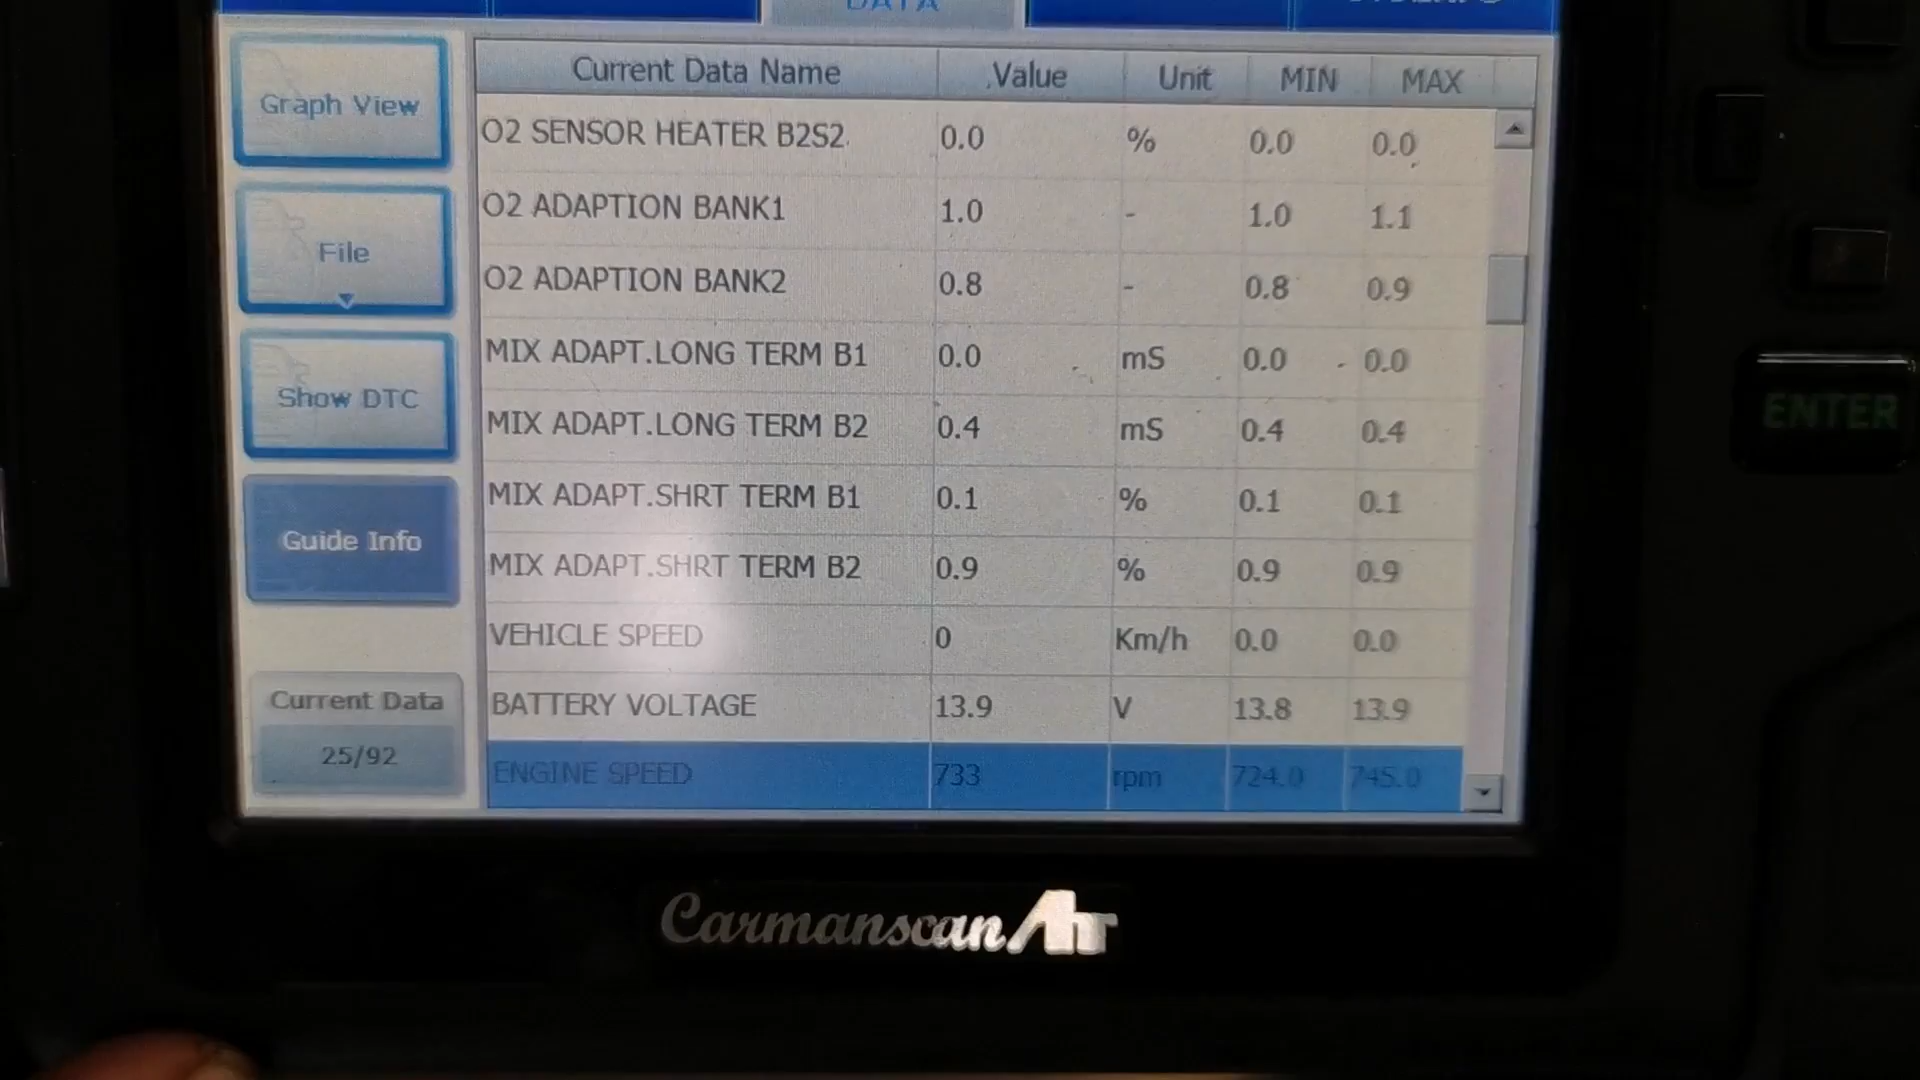 DATA
Graph View
File
Show DTC
Guide Info
Current Data
25/92
Current Data Name Value Unit MIN MAX
O2 SENSOR HEATER B2S2 0.0 % 0.0 0.0
O2 ADAPTION BANK1 1.0 - 1.0 1.1
O2 ADAPTION BANK2 0.8 - 0.8 0.9
MIX ADAPT.LONG TERM B1 0.0 mS 0.0 0.0
MIX ADAPT.LONG TERM B2 0.4 mS 0.4 0.4
MIX ADAPT.SHRT TERM B1 0.1 % 0.1 0.1
MIX ADAPT.SHRT TERM B2 0.9 % 0.9 0.9
VEHICLE SPEED 0 Km/h 0.0 0.0
BATTERY VOLTAGE 13.9 V 13.8 13.9
ENGINE SPEED 733 rpm 724.0 745.0
ENTER
Carmanscan AT